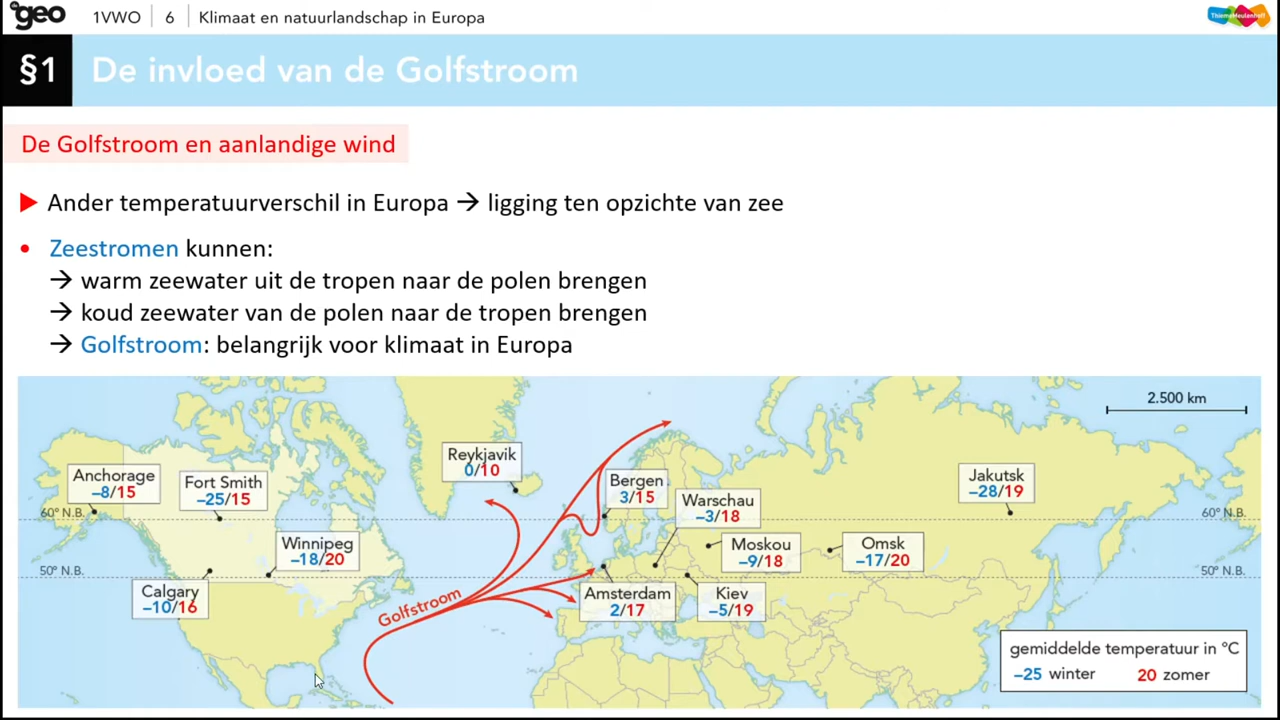 geo 1VWO 6 Klimaat en natuurlandschap in Europa ThiemeMeulenhoff
§1 De invloed van de Golfstroom
De Golfstroom en aanlandige wind
▶ Ander temperatuurverschil in Europa → ligging ten opzichte van zee
• Zeestromen kunnen:
→ warm zeewater uit de tropen naar de polen brengen
→ koud zeewater van de polen naar de tropen brengen
→ Golfstroom: belangrijk voor klimaat in Europa
2.500 km
Reykjavik
0/10
Anchorage
-8/15
Fort Smith
-25/15
Bergen
3/15
Jakutsk
-28/19
Warschau
-3/18
60° N.B.
60° N.B.
Winnipeg
-18/20
Moskou
-9/18
Omsk
-17/20
50° N.B.
50° N.B.
Calgary
-10/16
Golfstroom
Amsterdam
2/17
Kiev
-5/19
gemiddelde temperatuur in °C
-25 winter 20 zomer